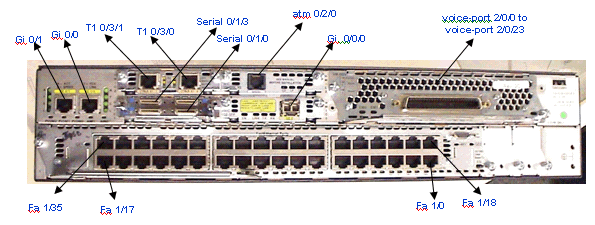 Gi 0/1
Gi 0/0
T1 0/3/1
T1 0/3/0
Serial 0/1/3
Serial 0/1/0
atm 0/2/0
Gi 0/0/0
voice-port 2/0/0 to
voice-port 2/0/23
Fa 1/35
Fa 1/17
Fa 1/0
Fa 1/18